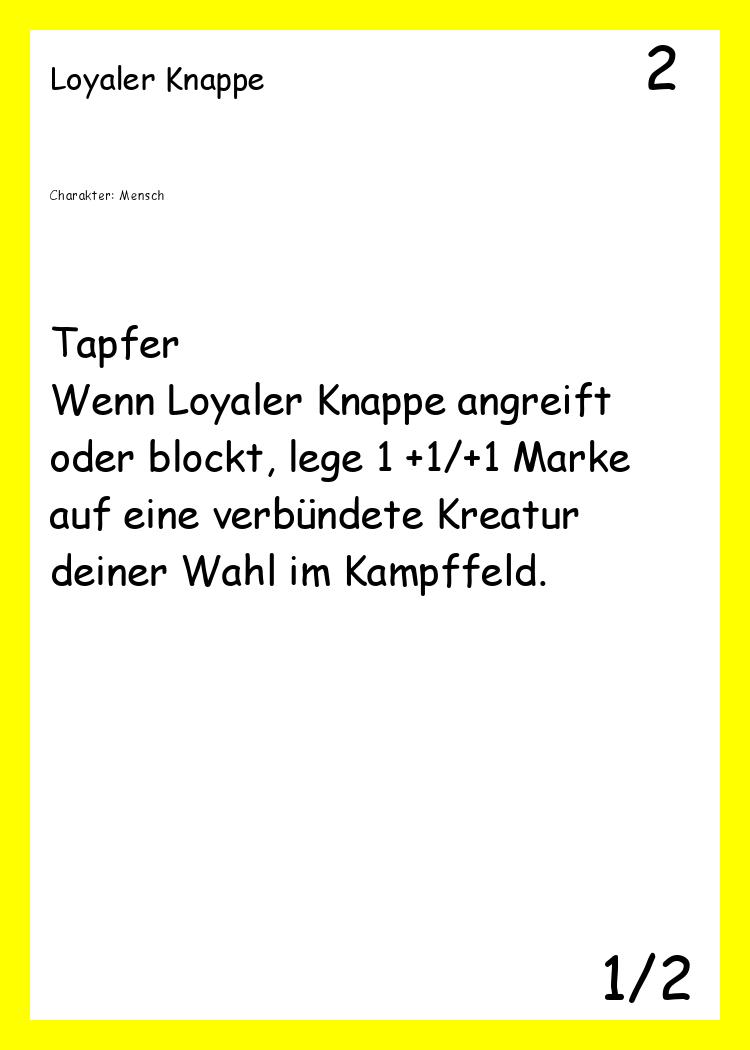 Loyaler Knappe
2
Charakter: Mensch
Tapfer
Wenn Loyaler Knappe angreift
oder blockt, lege 1 +1/+1 Marke
auf eine verbündete Kreatur
deiner Wahl im Kampffeld.
1/2